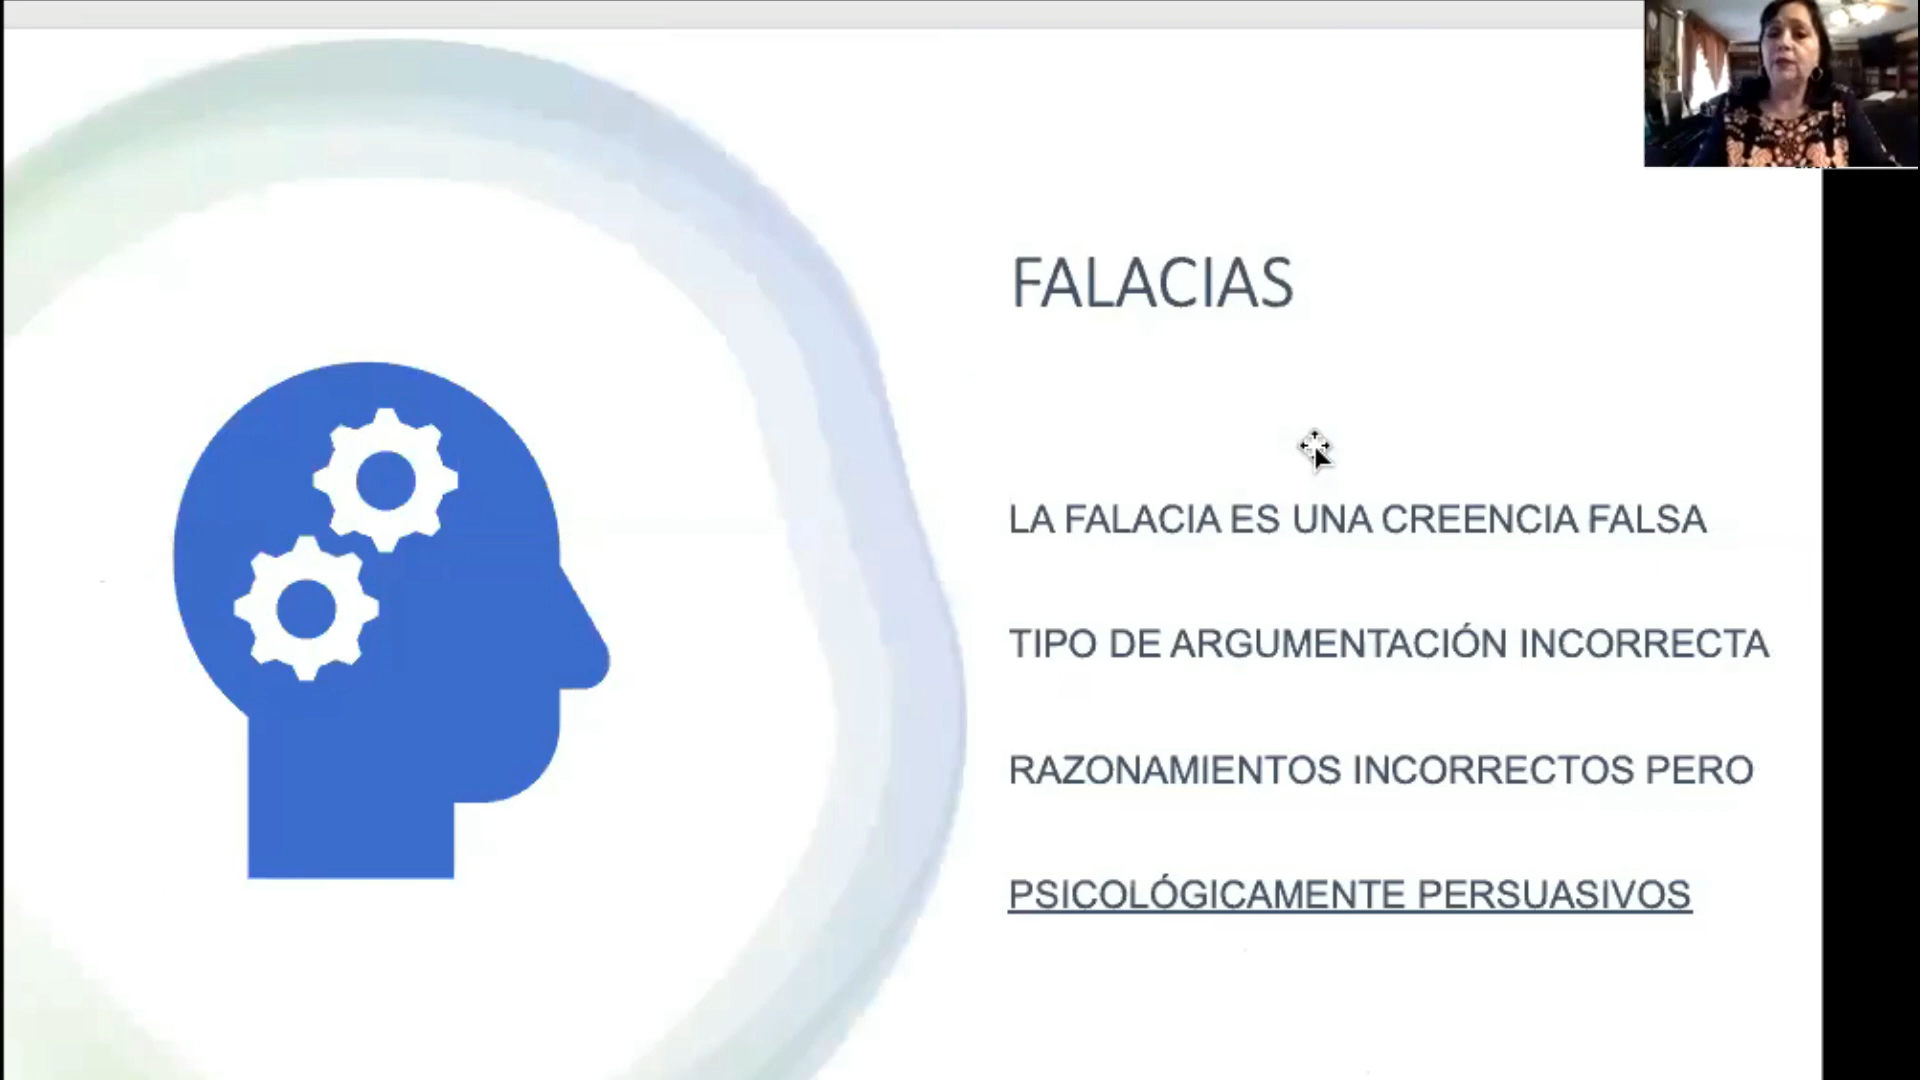 FALACIAS
LA FALACIA ES UNA CREENCIA FALSA
TIPO DE ARGUMENTACIÓN INCORRECTA
RAZONAMIENTOS INCORRECTOS PERO
PSICOLÓGICAMENTE PERSUASIVOS